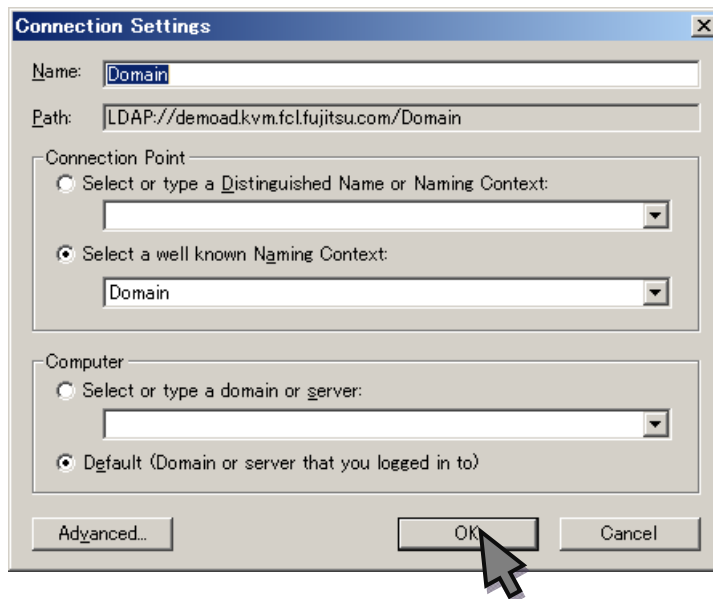 Connection Settings
Name: Domain
Path: LDAP://demoad.kvm.fcl.fujitsu.com/Domain
Connection Point
Select or type a Distinguished Name or Naming Context:
Select a well known Naming Context:
Domain
Computer
Select or type a domain or server:
Default (Domain or server that you logged in to)
Advanced... OK Cancel